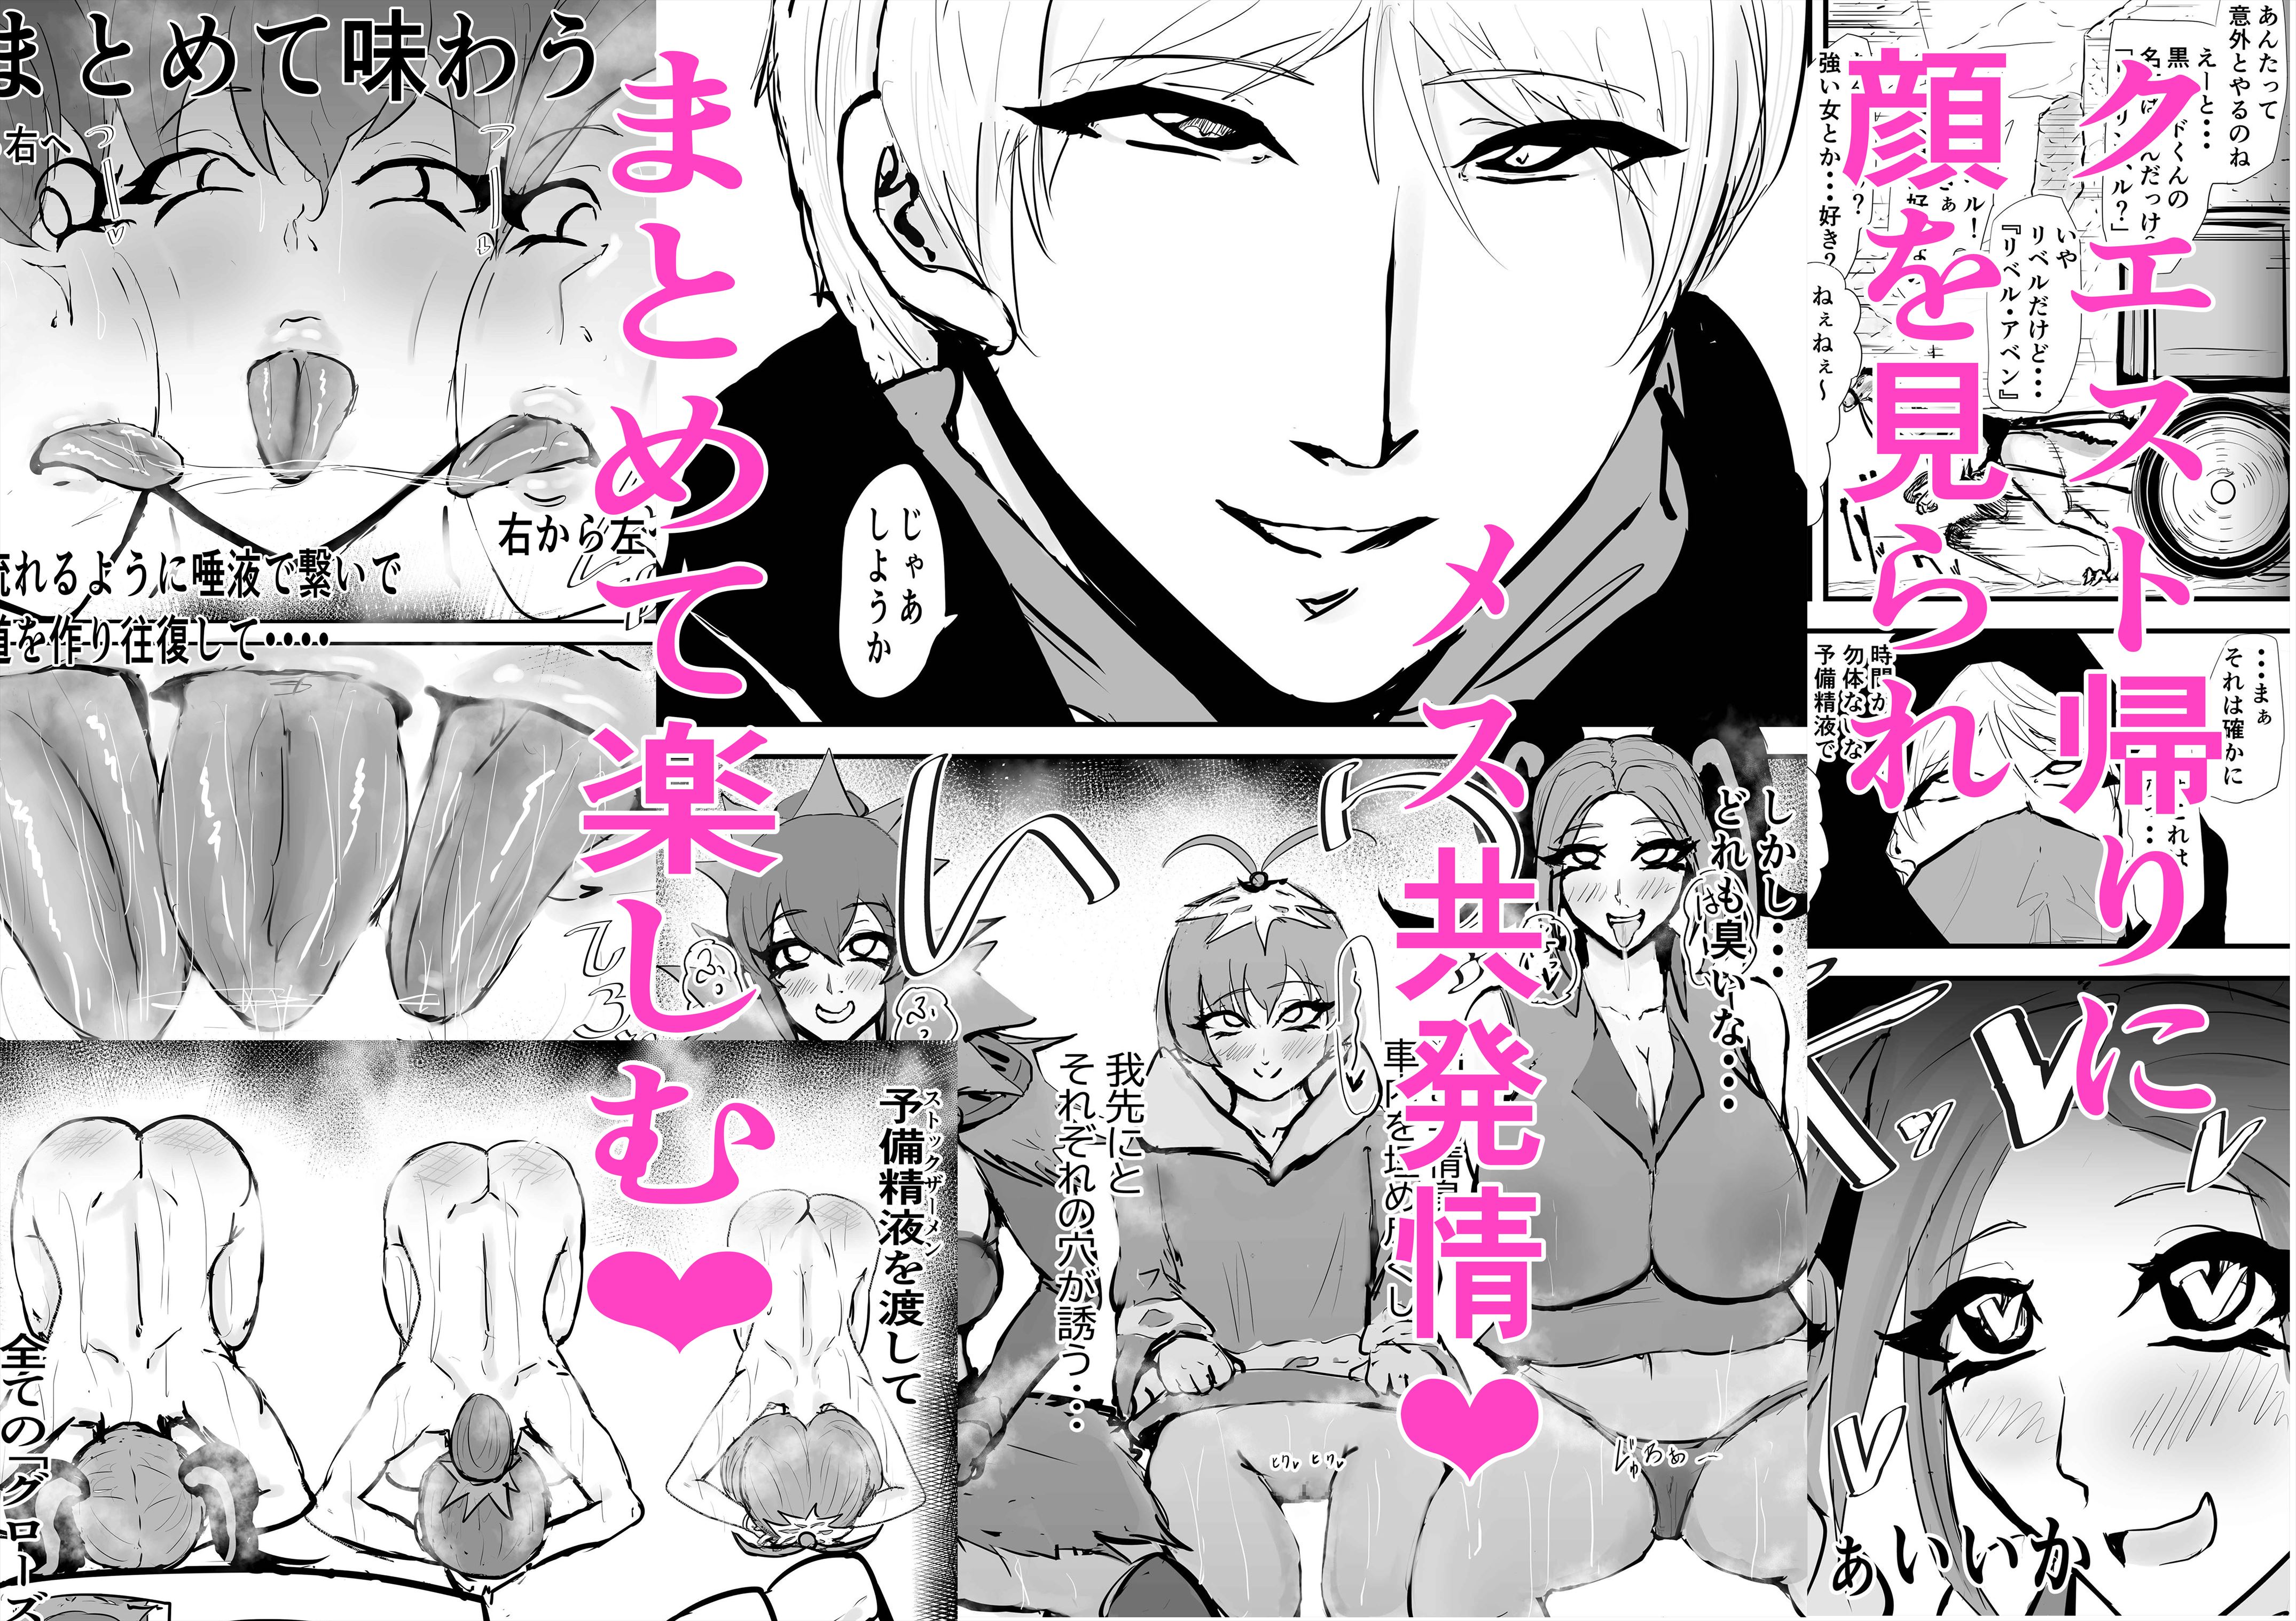 クエスト帰りに
顔を見られ
メス共発情♥
まとめて楽しむ♥
あんたって
意外とやるのね
えーと…
いや
リベルだけど…
『リベル・アベン』
強い女とか…好き?
ねぇねぇ〜
…まぁ
それは確かに
勿体ないな
予備精液で
あいいか
じゃあ
しようか
しかし…
どれも臭いーな…
我先にと
それぞれの穴が誘う…
まとめて味わう
右へ
右から左
流れるように唾液で繋いで
道を作り往復して……
予備精液を渡して
ストックザーメン
全ての「グローズ